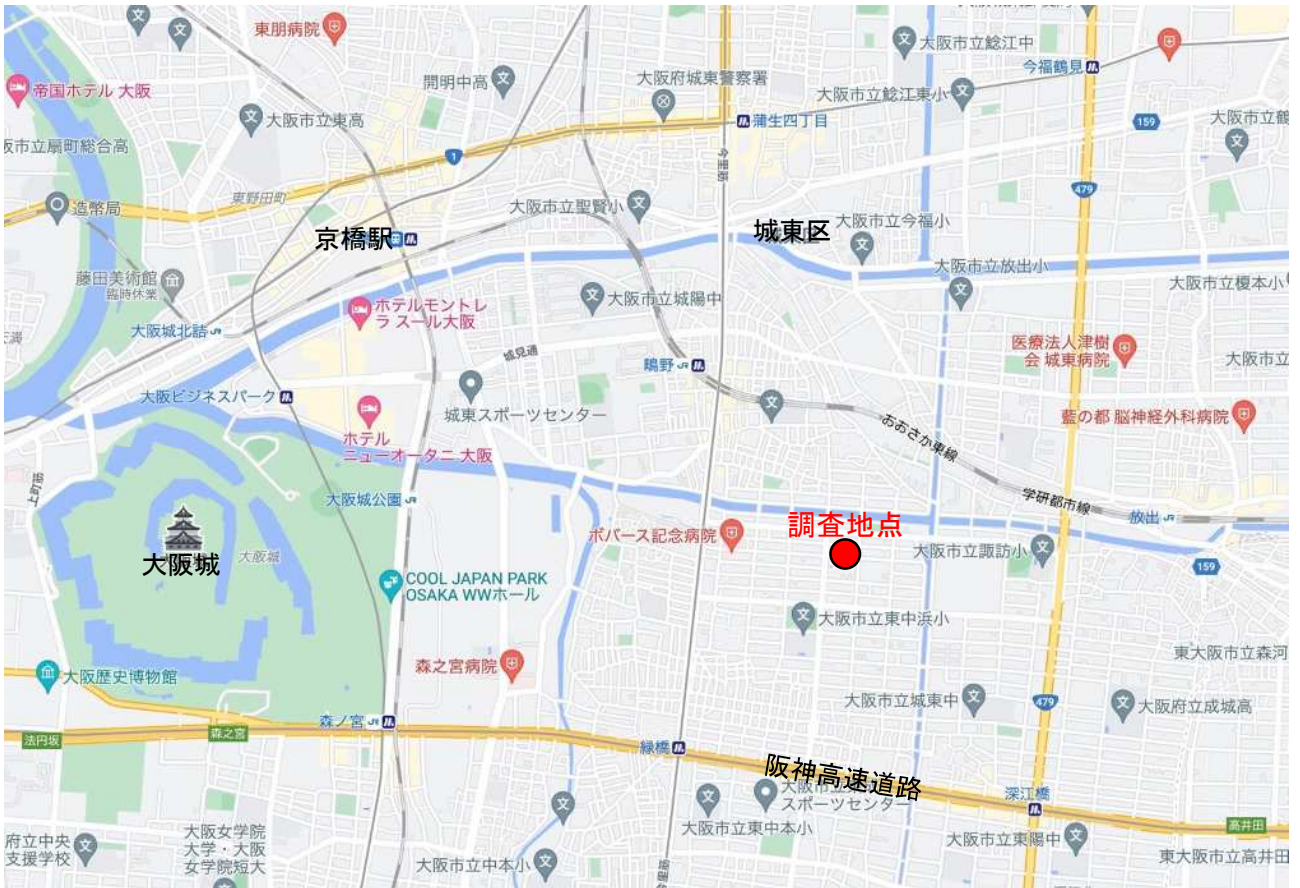 東朋病院
大阪市立鯰江中
今福鶴見
帝国ホテル 大阪
開明中高
大阪府城東警察署
大阪市立鯰江東小
大阪市立東高
蒲生四丁目
159
大阪市立鶴
阪市立扇町総合高
1
今里筋
479
東野田町
造幣局
大阪市立聖賢小
京橋駅
城東区
大阪市立今福小
大阪市立放出小
藤田美術館
臨時休業
大阪市立榎本小
大阪市立城陽中
ホテルモントレ
ラ スール大阪
大阪城北詰
医療法人津樹
会 城東病院
城見通
鴫野
大阪市立
大阪ビジネスパーク
城東スポーツセンター
藍の都 脳神経外科病院
ホテル
ニューオータニ 大阪
おおさか東線
上町筋
大阪城公園
学研都市線
放出
調査地点
ボバース記念病院
大阪市立諏訪小
大阪城
大阪城
159
COOL JAPAN PARK
OSAKA WWホール
大阪市立東中浜小
森之宮病院
東大阪市立森河
大阪歴史博物館
大阪市立城東中
479
大阪府立成城高
森ノ宮
法円坂
森之宮
緑橋
阪神高速道路
スポーツセンター
深江橋
大阪市立東中本小
大阪市立東陽中
高井田
府立中央
支援学校
大阪女学院
大学・大阪
女学院短大
大阪市立中本小
東大阪市立高井田